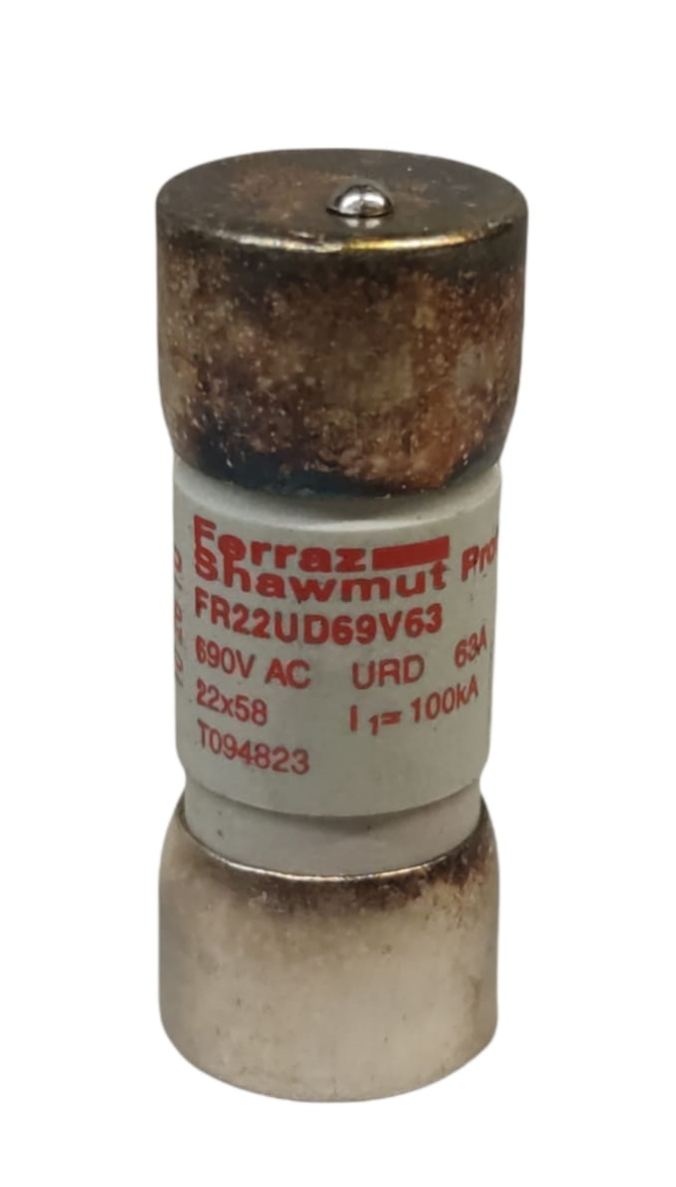 Ferraz
Shawmut
FR22UD69V63
690V AC URD 63A
22x58 I1= 100kA
T094823